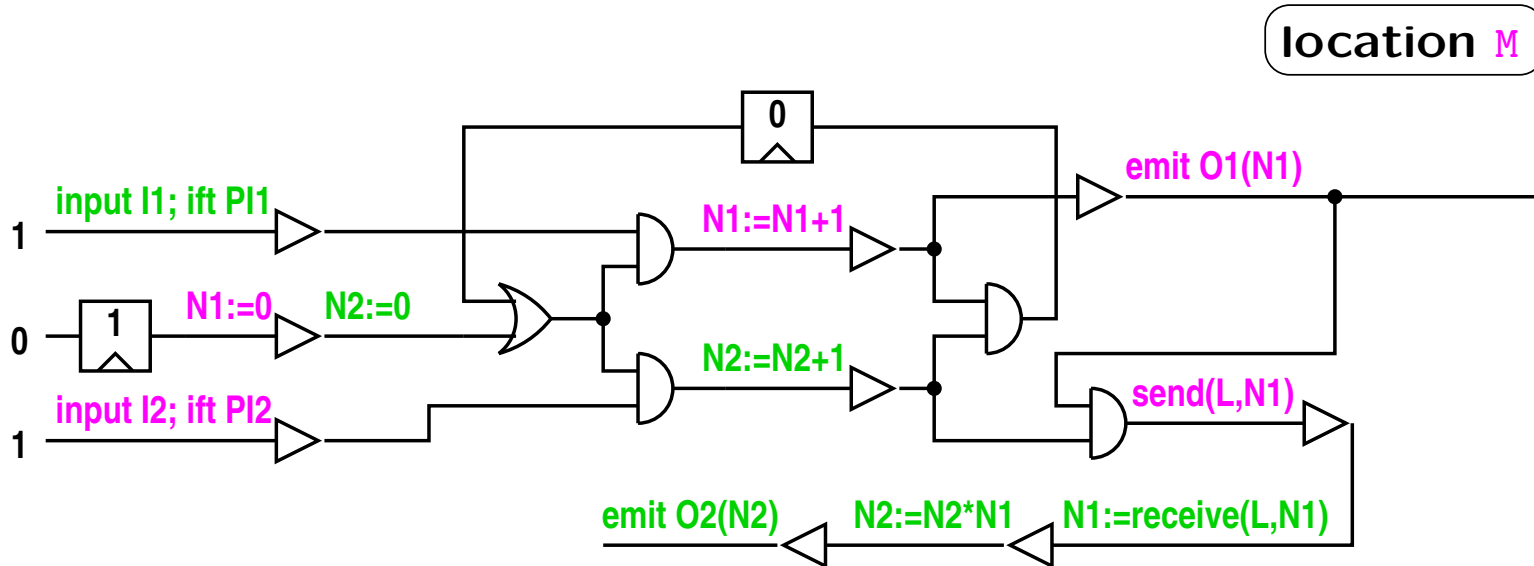 location M
0
emit O1(N1)
input I1; ift PI1
N1:=N1+1
1
N1:=0 N2:=0
1
0
N2:=N2+1
input I2; ift PI2
send(L,N1)
1
emit O2(N2) N2:=N2*N1 N1:=receive(L,N1)